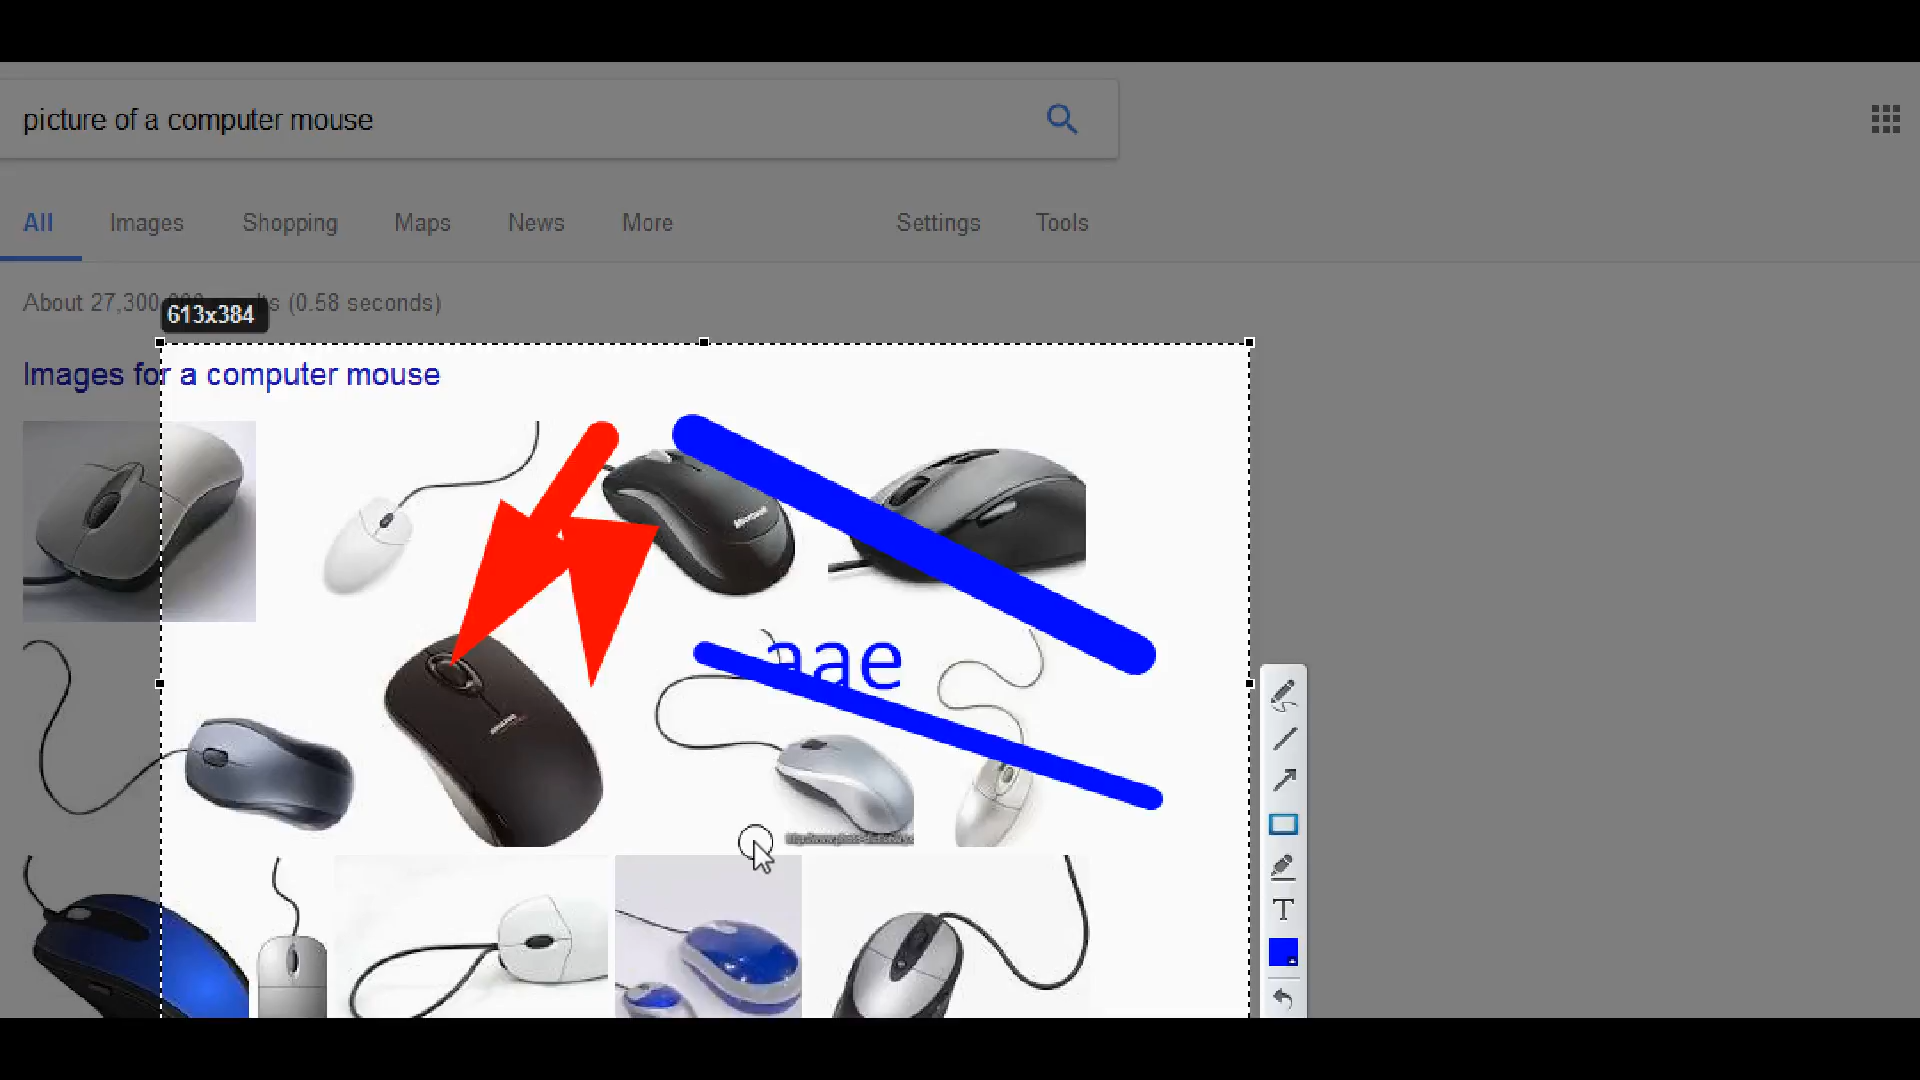 picture of a computer mouse
All Images Shopping Maps News More Settings Tools
About 27,300 (0.58 seconds)
613x384
Images for a computer mouse
Microsoft
aae
T